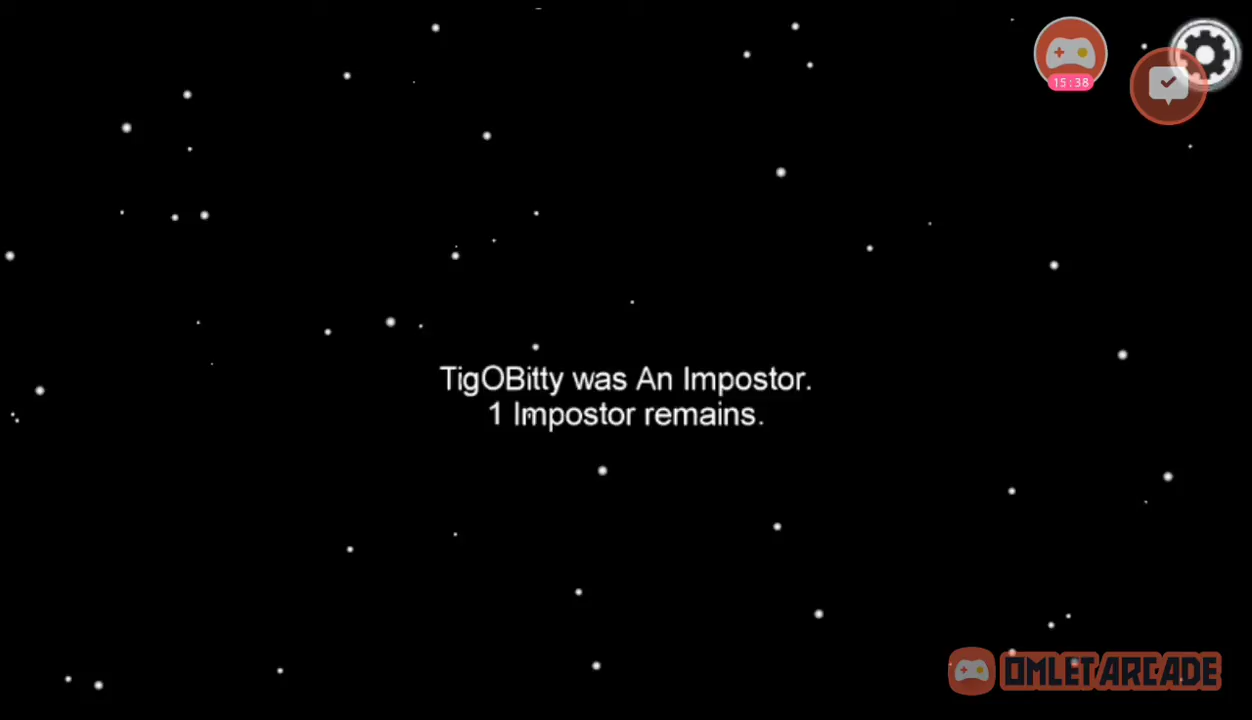 15:38
TigOBitty was An Impostor.
1 Impostor remains.
OMLET ARCADE